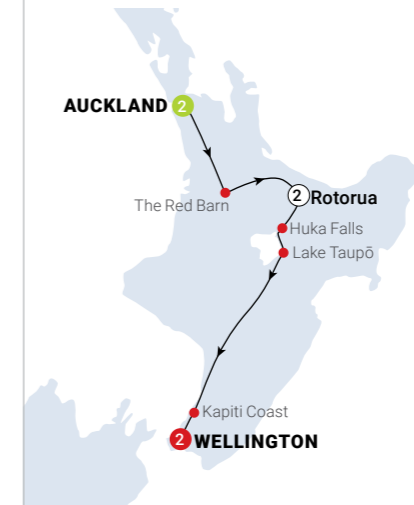 AUCKLAND 2
The Red Barn
2 Rotorua
Huka Falls
Lake Taupō
Kapiti Coast
2 WELLINGTON